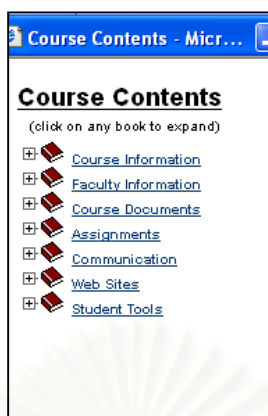 Course Contents - Micr...
Course Contents
(click on any book to expand)
Course Information
Faculty Information
Course Documents
Assignments
Communication
Web Sites
Student Tools